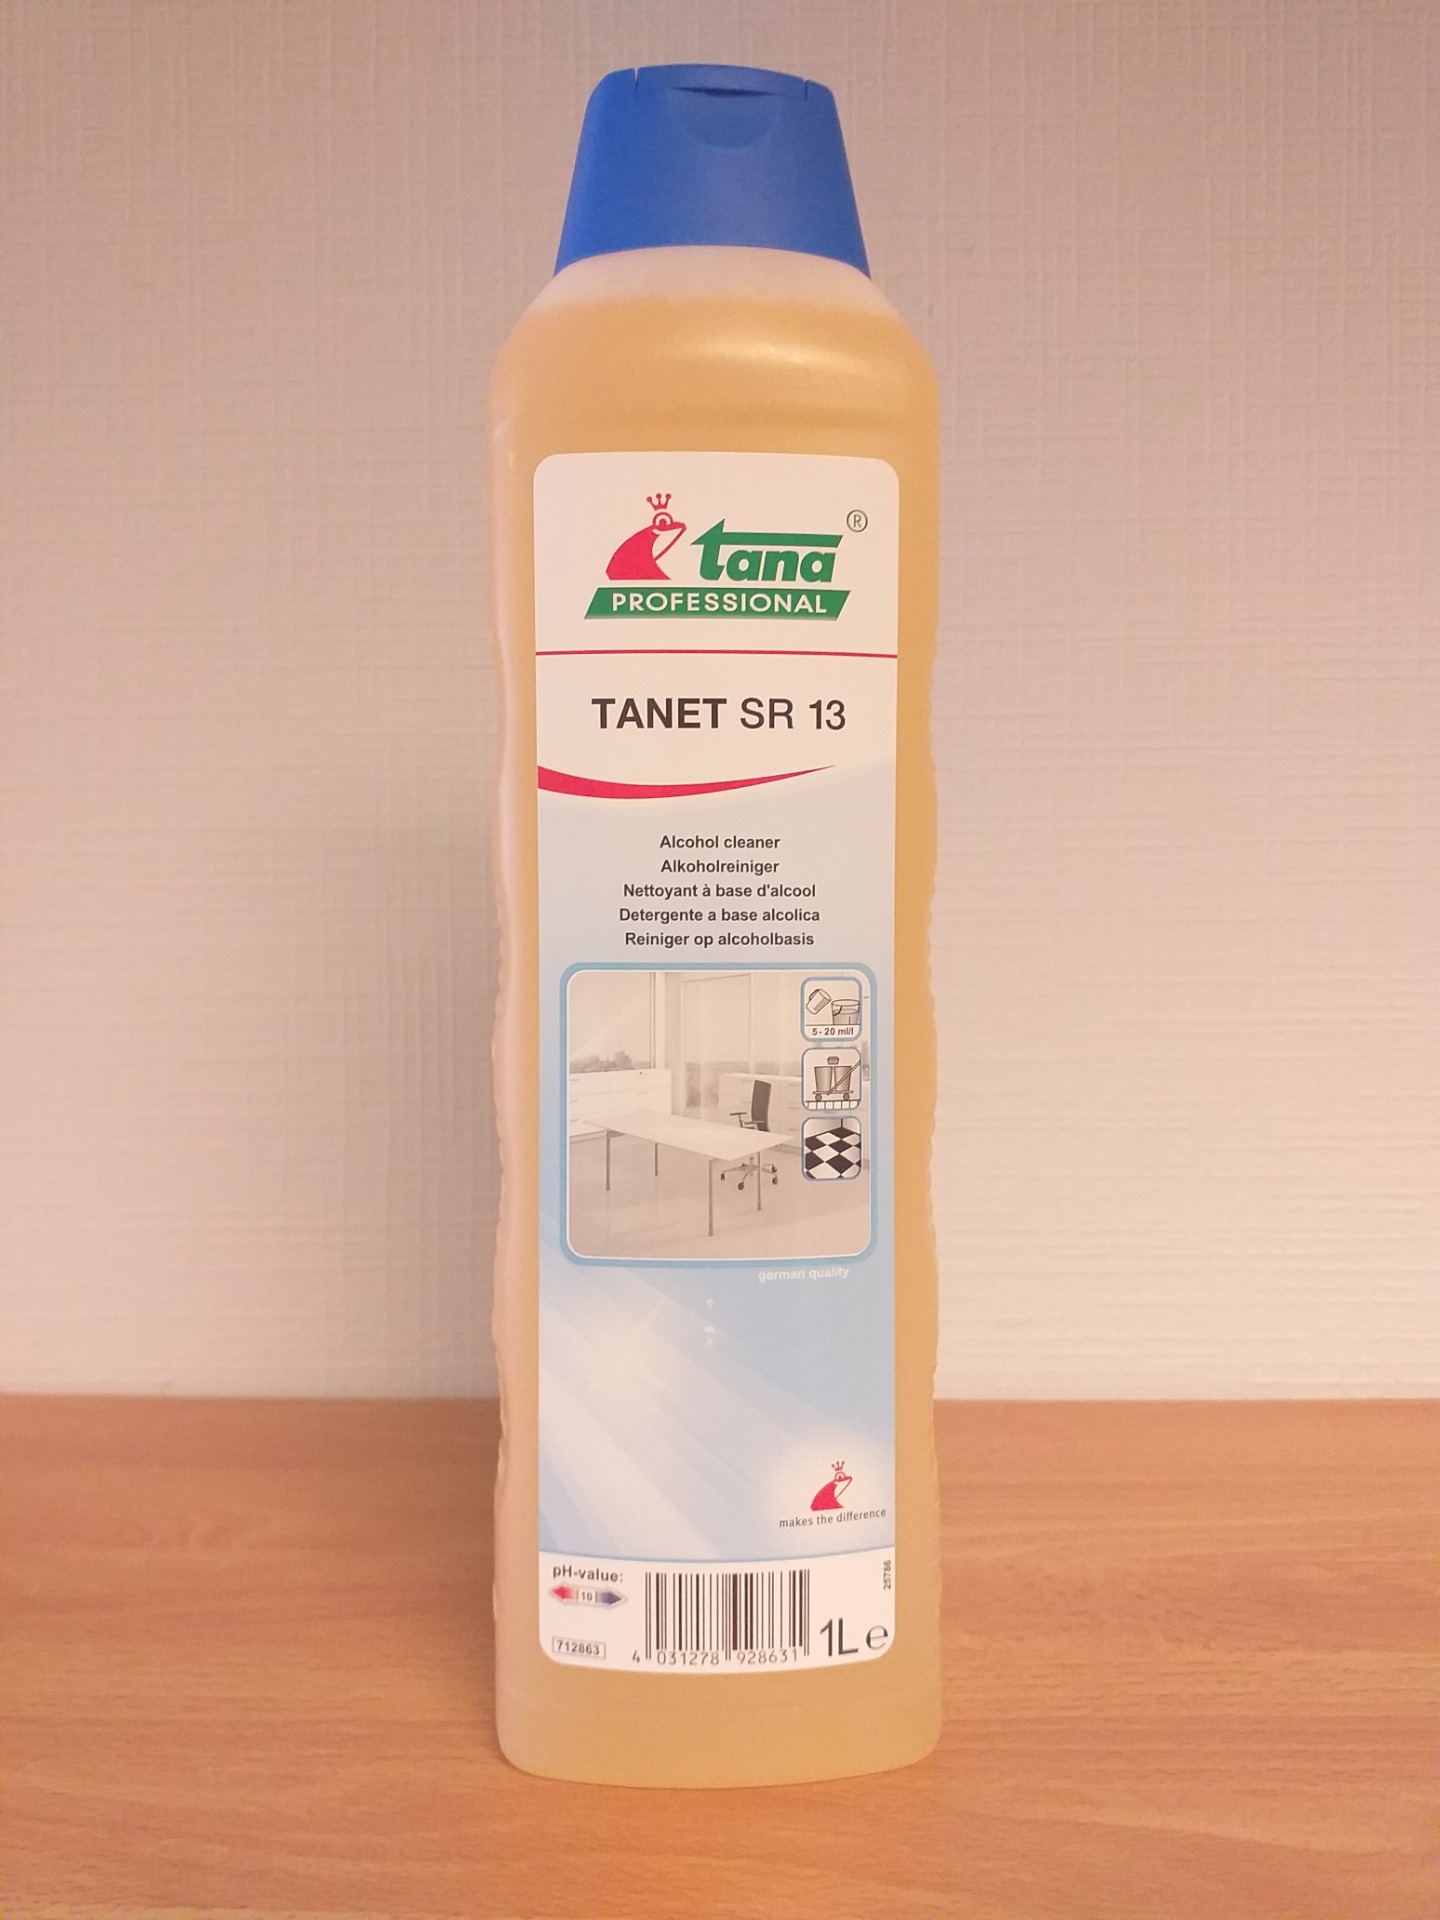 tana ®
PROFESSIONAL
TANET SR 13
Alcohol cleaner
Alkoholreiniger
Nettoyant à base d'alcool
Detergente a base alcolica
Reiniger op alcoholbasis
5 - 20 ml/l
german quality
makes the difference
pH-value:
10
25786
712863
4 031278 928631
1L e